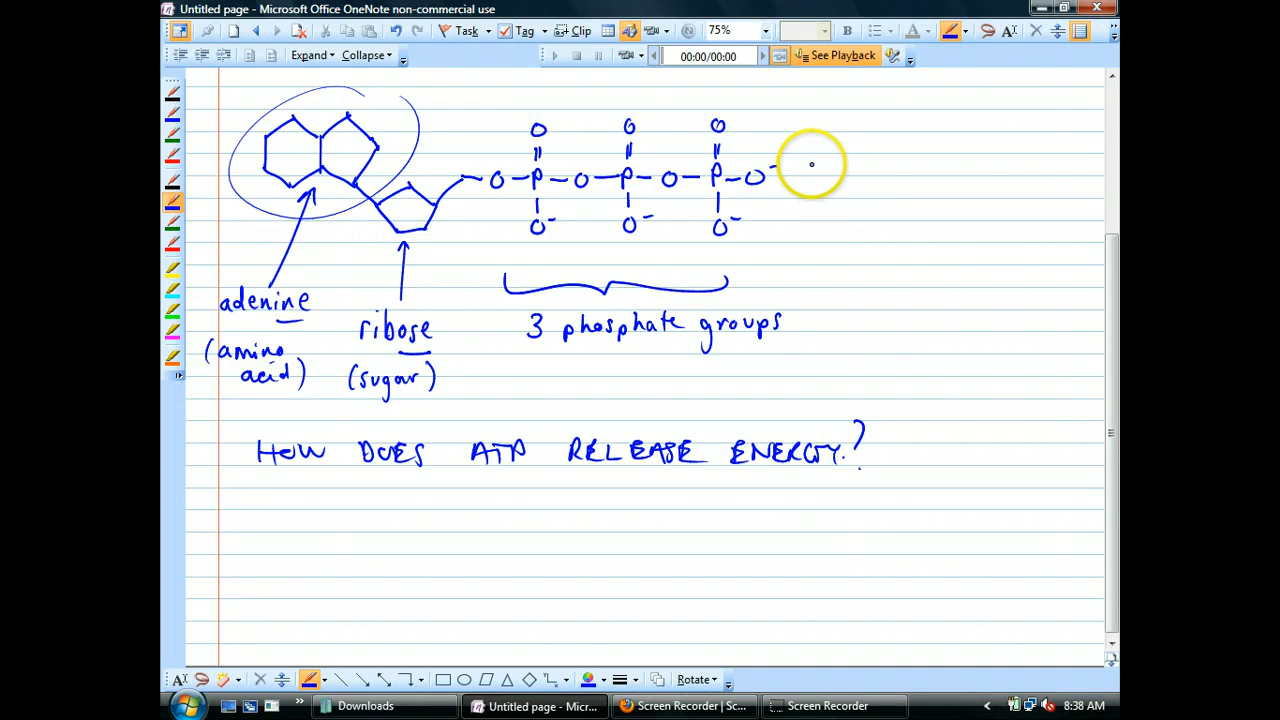 Untitled page - Microsoft Office OneNote non-commercial use
Task Tag Clip 75% B A
Expand Collapse 00:00/00:00 See Playback
O O O
O - P - O - P - O - P - O-
O- O- O-
adenine
(amino acid)
ribose
(sugar)
3 phosphate groups
HOW DOES ATP RELEASE ENERGY?
Rotate
Downloads Untitled page - Micr... Screen Recorder | Sc... Screen Recorder 8:38 AM